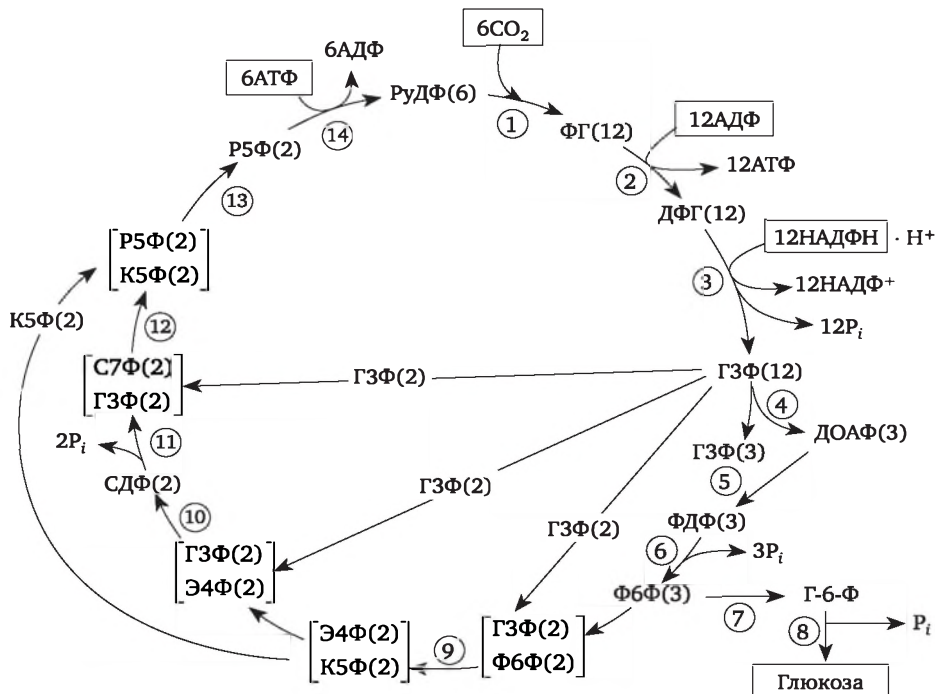 6CO₂
6АДФ
6АТФ
РуДФ(6)
①
ФГ(12)
12АДФ
⑭
Р5Ф(2)
②
12АТФ
⑬
ДФГ(12)
12НАДФН · Н⁺
Р5Ф(2)
К5Ф(2)
③
12НАДФ⁺
К5Ф(2)
⑫
12Pᵢ
С7Ф(2)
Г3Ф(2)
Г3Ф(2)
Г3Ф(12)
④
2Pᵢ
⑪
Г3Ф(3)
ДОАФ(3)
СДФ(2)
Г3Ф(2)
⑤
⑩
Г3Ф(2)
ФДФ(3)
Г3Ф(2)
Э4Ф(2)
⑥
3Pᵢ
Ф6Ф(3)
⑦
Г-6-Ф
Э4Ф(2)
К5Ф(2)
⑨
Г3Ф(2)
Ф6Ф(2)
⑧
Pᵢ
Глюкоза